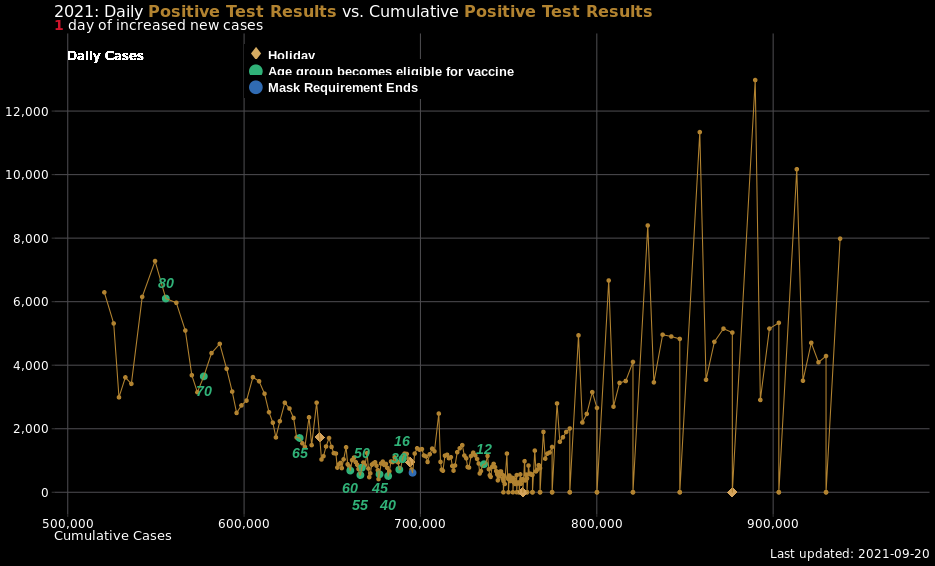 2021: Daily Positive Test Results vs. Cumulative Positive Test Results
1 day of increased new cases
Daily Cases
Holiday
Age group becomes eligible for vaccine
Mask Requirement Ends
12,000
10,000
8,000
6,000
4,000
2,000
0
80
70
65
50
16
12
60
45
55
40
500,000
600,000
700,000
800,000
900,000
Cumulative Cases
Last updated: 2021-09-20